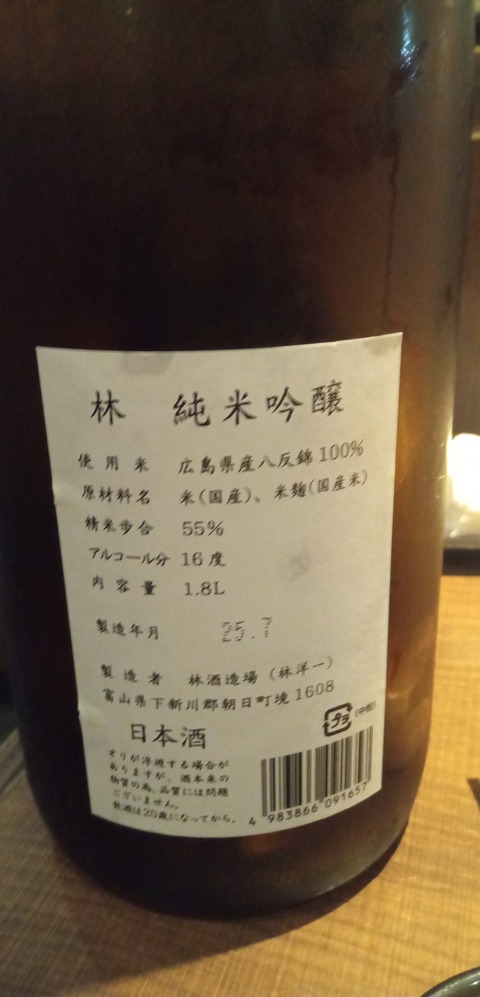 林 純米吟醸
使用米 広島県産八反錦100%
原材料名 米(国産)、米麹(国産米)
精米歩合 55%
アルコール分 16度
内容量 1.8L
製造年月 25.7
製造者 林酒造場(林洋一)
富山県下新川郡朝日町境1608
日本酒
オリが浮遊する場合が
ありますが、酒本来の
物質の為、品質には問題
ございません。
飲酒は20歳になってから。
プラ (中栓)
4 983866 091657